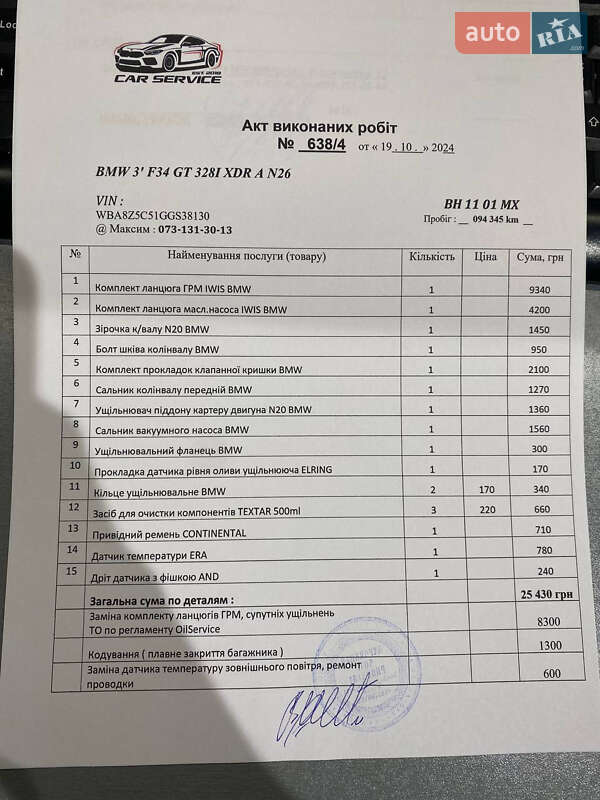 auto RIA.com
EST. 2018
CAR SERVICE
Акт виконаних робіт
№ 638/4 от « 19 . 10. » 2024
BMW 3' F34 GT 328I XDR A N26
VIN :
WBA8Z5C51GGS38130
@ Максим : 073-131-30-13
BH 11 01 MX
Пробіг : __ 094 345 km __
№ Найменування послуги (товару) Кількість Ціна Сума, грн
1 Комплект ланцюга ГРМ IWIS BMW 1 9340
2 Комплект ланцюга масл.насоса IWIS BMW 1 4200
3 Зірочка к/валу N20 BMW 1 1450
4 Болт шківа колінвалу BMW 1 950
5 Комплект прокладок клапанної кришки BMW 1 2100
6 Сальник колінвалу передній BMW 1 1270
7 Ущільнювач піддону картеру двигуна N20 BMW 1 1360
8 Сальник вакуумного насоса BMW 1 1560
9 Ущільнювальний фланець BMW 1 300
10 Прокладка датчика рівня оливи ущільнююча ELRING 1 170
11 Кільце ущільнювальне BMW 2 170 340
12 Засіб для очистки компонентів TEXTAR 500ml 3 220 660
13 Привідний ремень CONTINENTAL 1 710
14 Датчик температури ERA 1 780
15 Дріт датчика з фішкою AND 1 240
Загальна сума по деталям : 25 430 грн
Заміна комплекту ланцюгів ГРМ, супутніх ущільнень
ТО по регламенту OilService 8300
Кодування ( плавне закриття багажника ) 1300
Заміна датчика температуру зовнішнього повітря, ремонт
проводки 600